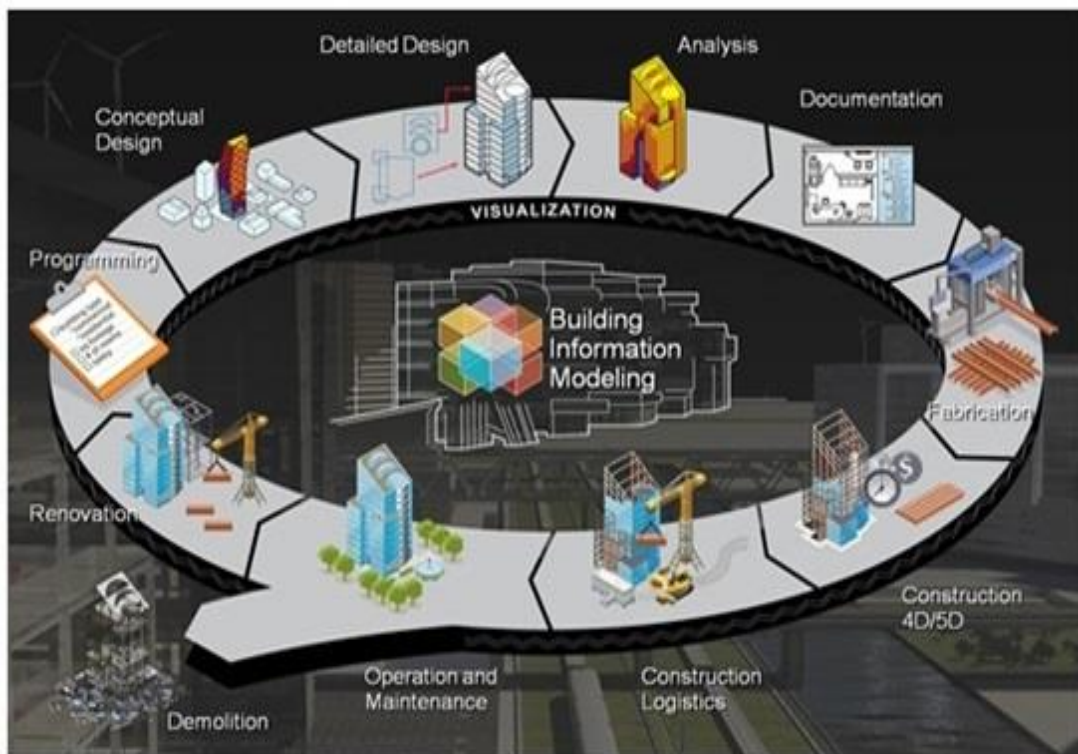 Detailed Design
Analysis
Conceptual
Design
Documentation
VISUALIZATION
Programming
Building
Information
Modeling
Fabrication
Renovation
Construction
4D/5D
Operation and
Maintenance
Construction
Logistics
Demolition
$